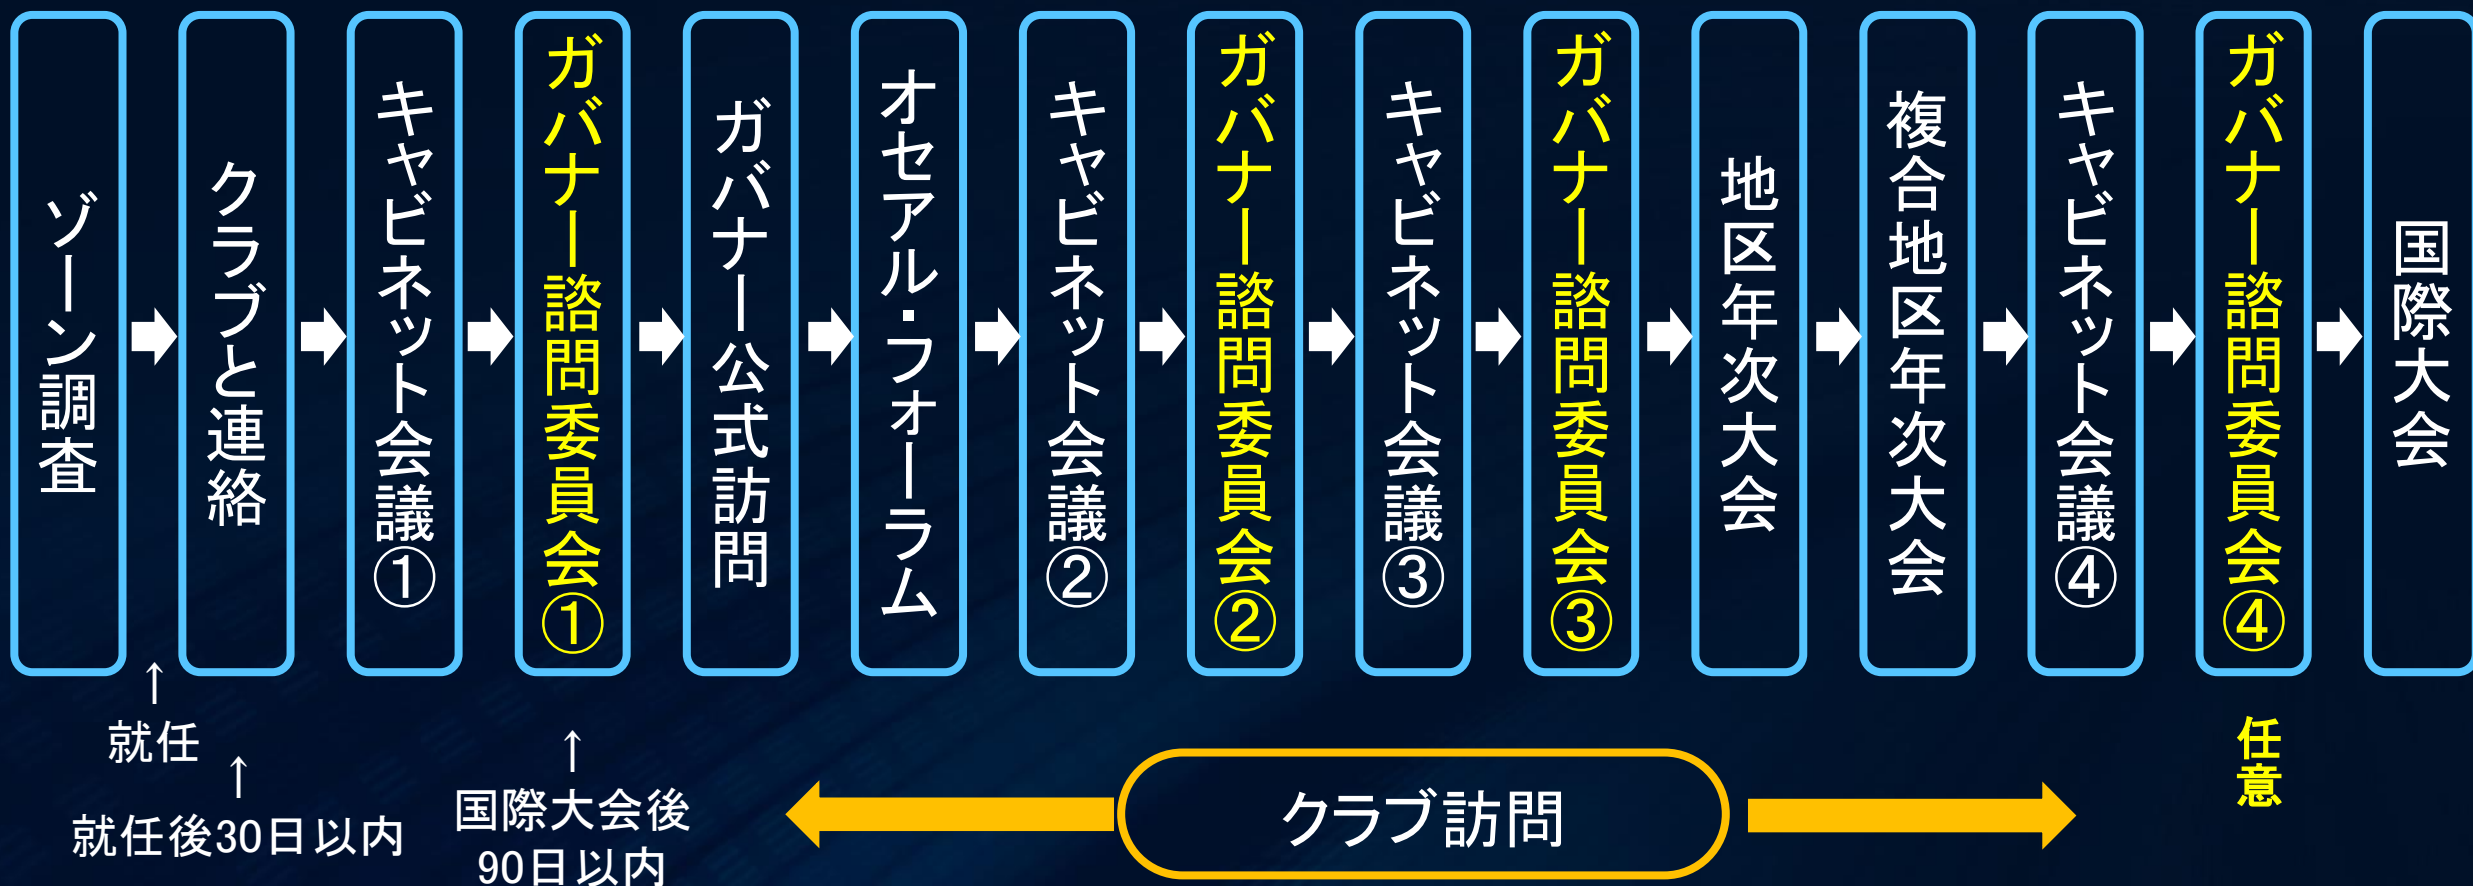 ゾーン調査
クラブと連絡
キャビネット会議①
ガバナー諮問委員会①
ガバナー公式訪問
オセアル・フォーラム
キャビネット会議②
ガバナー諮問委員会②
キャビネット会議③
ガバナー諮問委員会③
地区年次大会
複合地区年次大会
キャビネット会議④
ガバナー諮問委員会④
国際大会
↑
就任
↑
就任後30日以内
↑
国際大会後
90日以内
クラブ訪問
任意